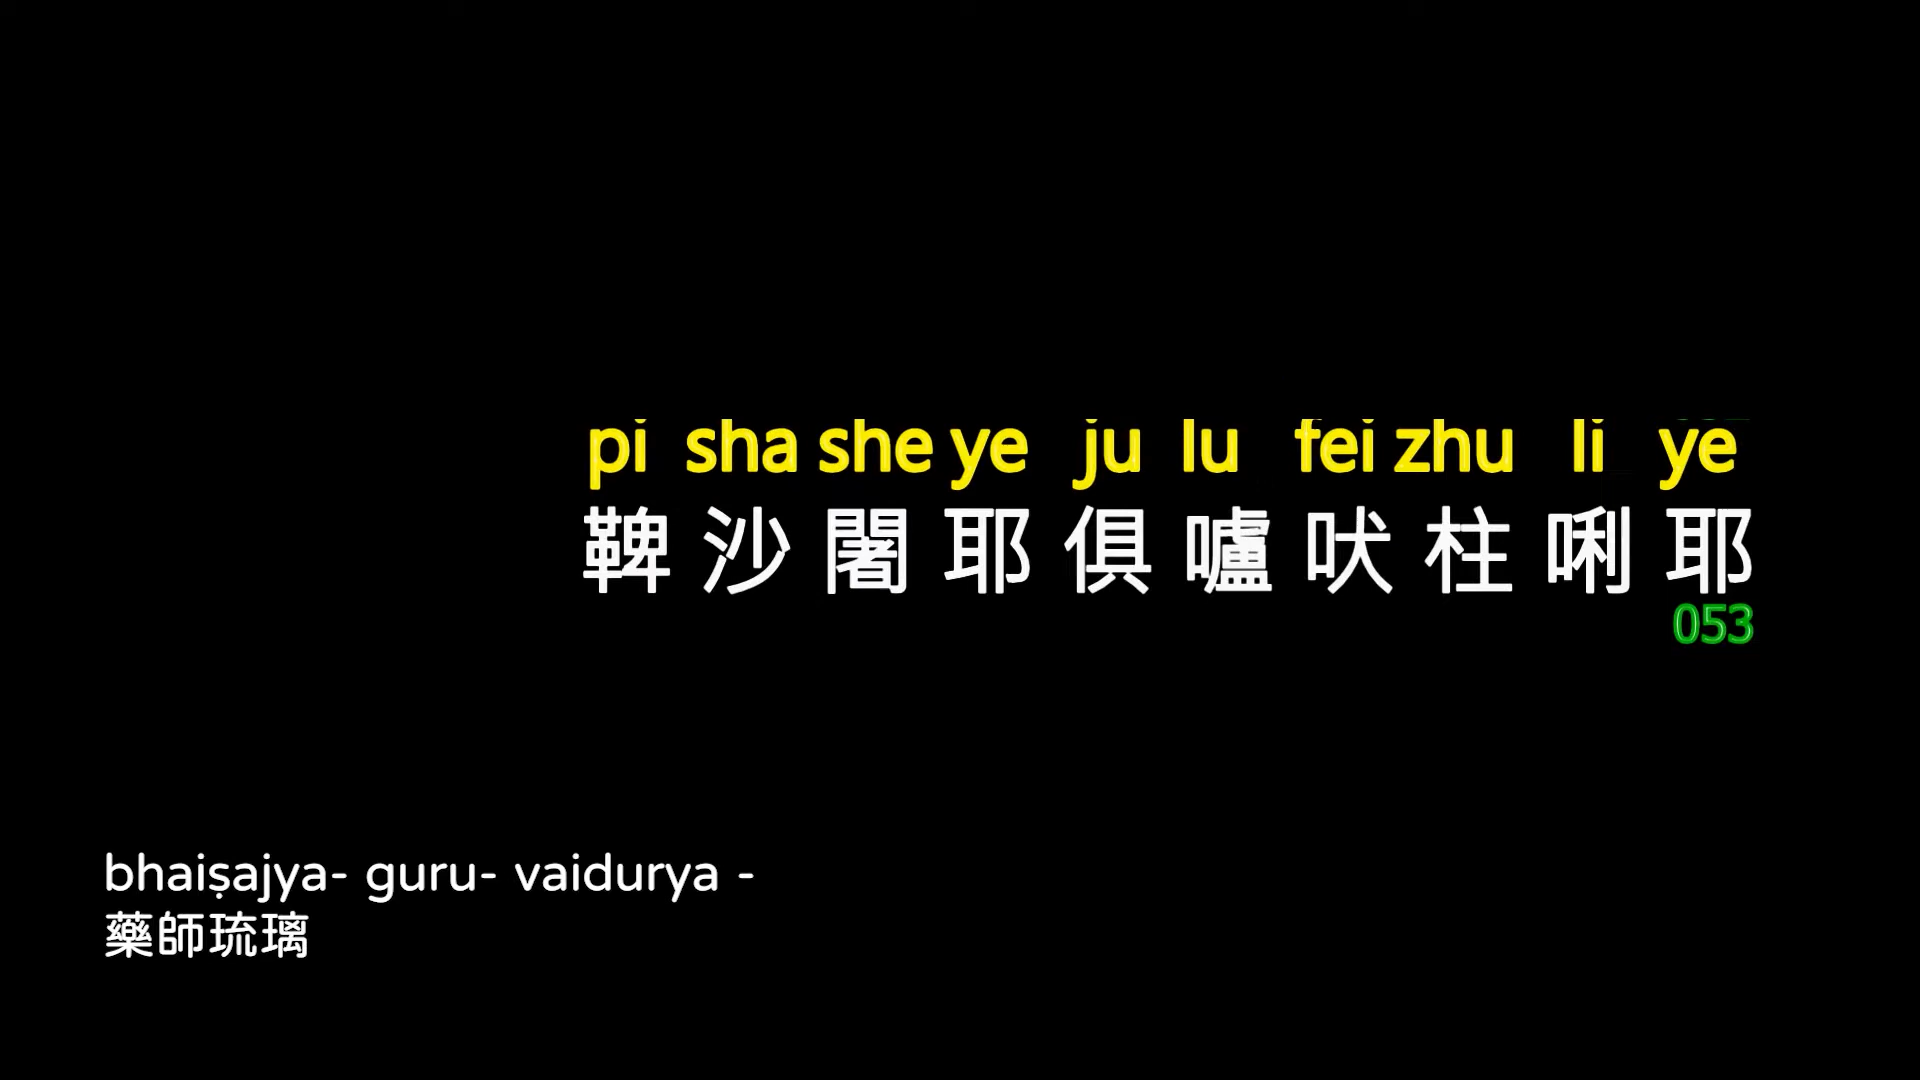 pi sha she ye ju lu fei zhu li ye
鞞沙闍耶俱嚧吠柱唎耶
053
bhaiṣajya- guru- vaidurya -
藥師琉璃